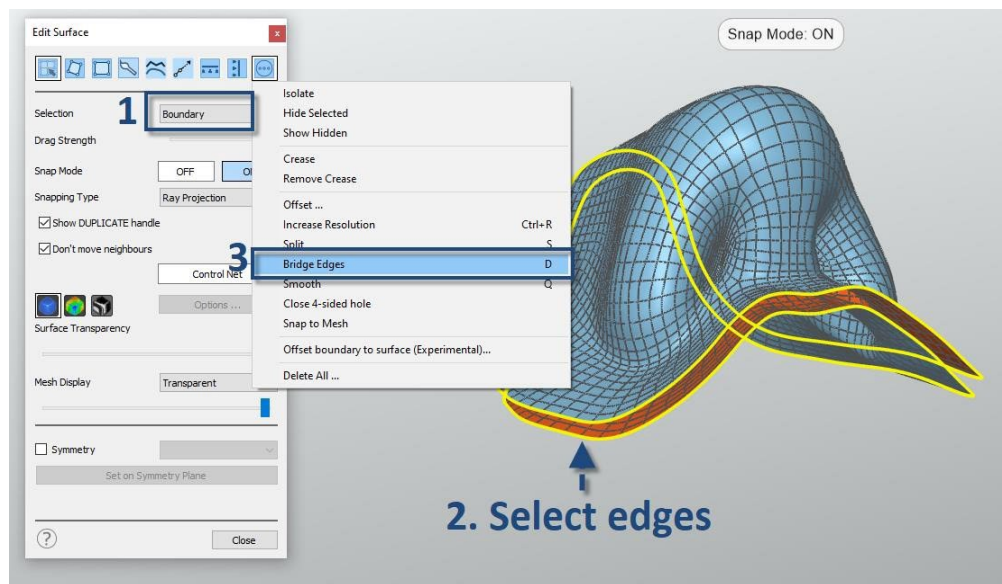 Edit Surface
x
Snap Mode: ON
1
Selection
Boundary
Drag Strength
Snap Mode
OFF
Snapping Type
Ray Projection
Show DUPLICATE handle
Don't move neighbours
Control Net
Options ...
Surface Transparency
Mesh Display
Transparent
Symmetry
Set on Symmetry Plane
?
Close
Isolate
Hide Selected
Show Hidden
Crease
Remove Crease
Offset ...
Increase Resolution Ctrl+R
Split S
3
Bridge Edges D
Smooth Q
Close 4-sided hole
Snap to Mesh
Offset boundary to surface (Experimental)...
Delete All ...
2. Select edges